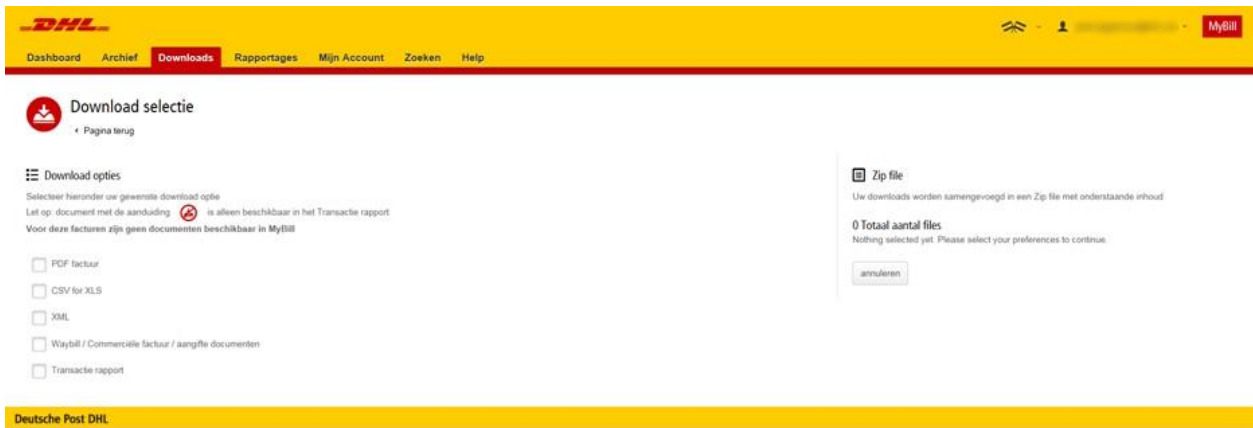 DHL
MyBill
Dashboard Archief Downloads Rapportages Mijn Account Zoeken Help
Download selectie
Pagina terug
Download opties
Selecteer hieronder uw gewenste download optie
Let op: document met de aanduiding is alleen beschikbaar in het Transactie rapport
Voor deze facturen zijn geen documenten beschikbaar in MyBill
PDF factuur
CSV for XLS
XML
Waybill / Commerciële factuur / aangifte documenten
Transactie rapport
Zip file
Uw downloads worden samengevoegd in een Zip file met onderstaande inhoud
0 Totaal aantal files
Nothing selected yet. Please select your preferences to continue.
annuleren
Deutsche Post DHL